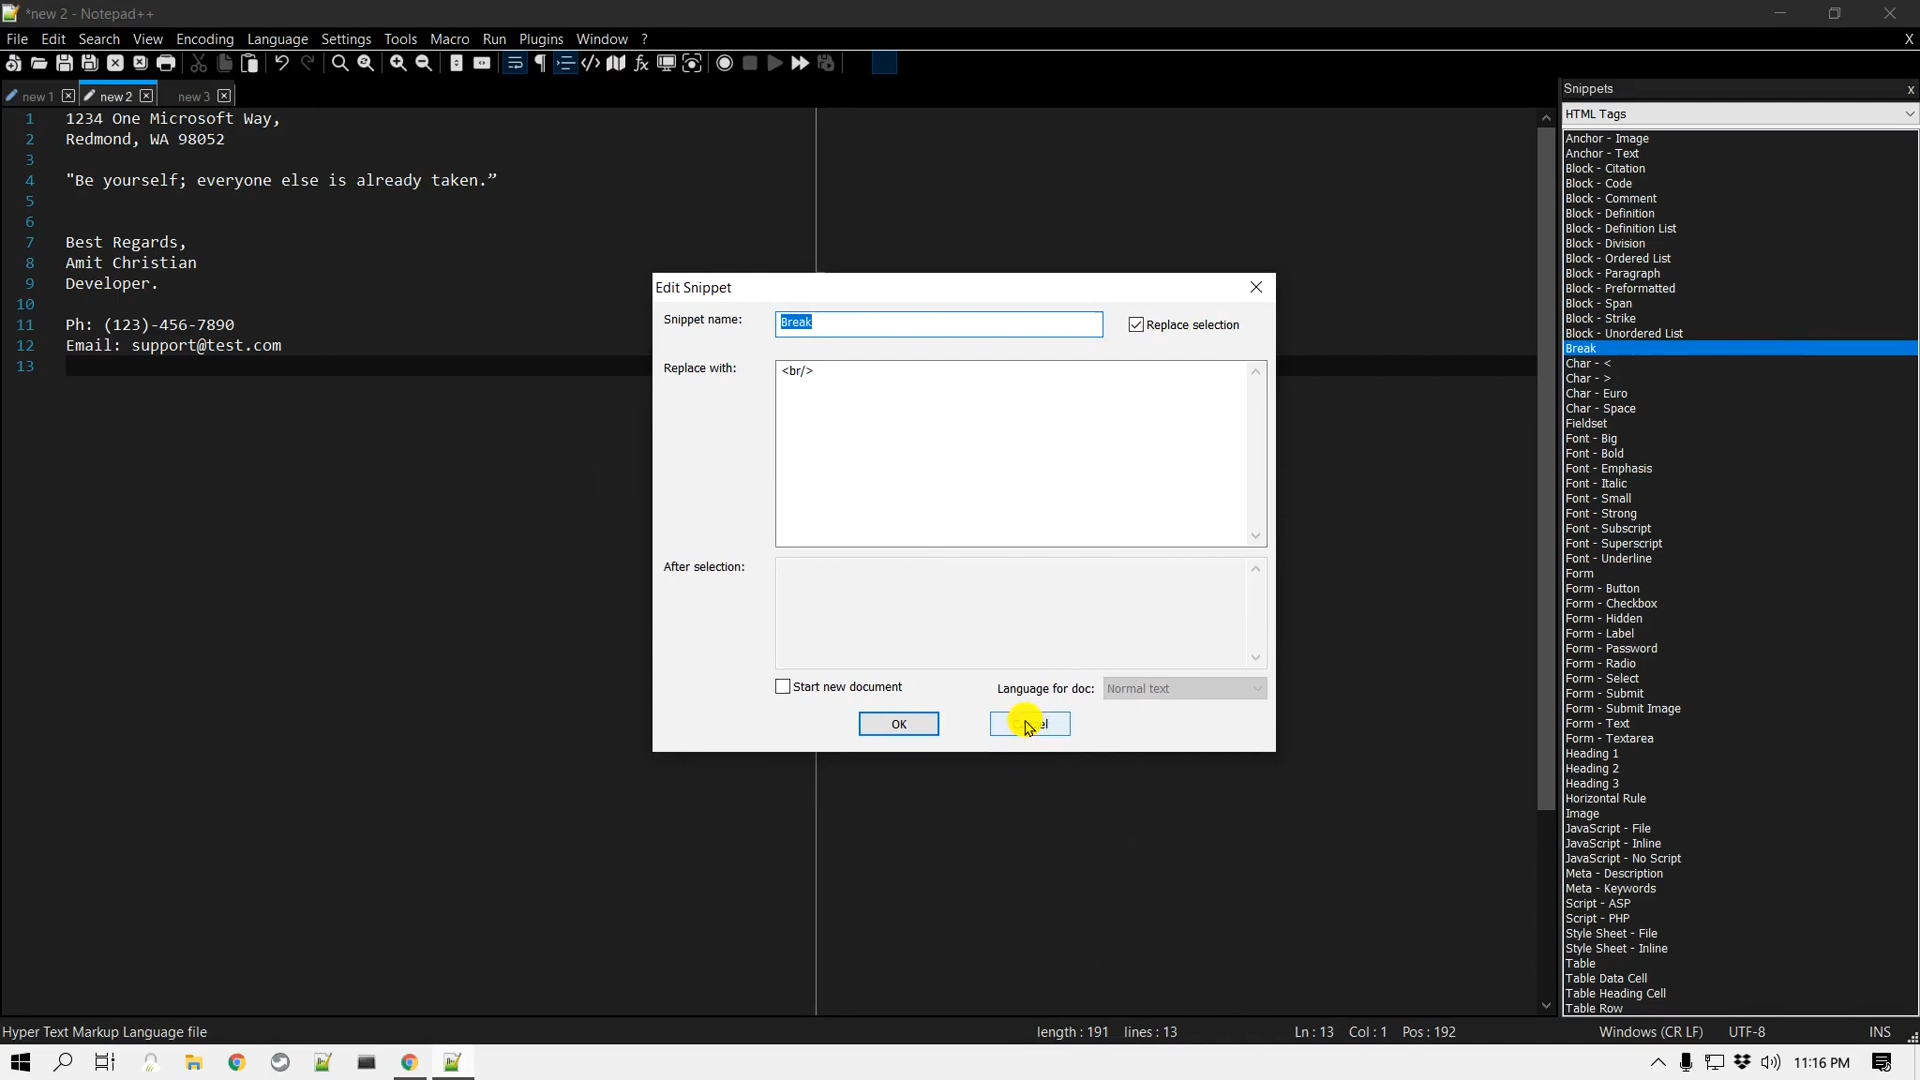 *new 2 - Notepad++
File Edit Search View Encoding Language Settings Tools Macro Run Plugins Window ? X
new 1 new 2 new 3
1 1234 One Microsoft Way,
2 Redmond, WA 98052
3
4 "Be yourself; everyone else is already taken.”
5
6
7 Best Regards,
8 Amit Christian
9 Developer.
10
11 Ph: (123)-456-7890
12 Email: support@test.com
13
Edit Snippet
Snippet name: Break Replace selection
Replace with: <br/>
After selection:
Start new document Language for doc: Normal text
OK
Snippets x
HTML Tags
Anchor - Image
Anchor - Text
Block - Citation
Block - Code
Block - Comment
Block - Definition
Block - Definition List
Block - Division
Block - Ordered List
Block - Paragraph
Block - Preformatted
Block - Span
Block - Strike
Block - Unordered List
Break
Char - <
Char - >
Char - Euro
Char - Space
Fieldset
Font - Big
Font - Bold
Font - Emphasis
Font - Italic
Font - Small
Font - Strong
Font - Subscript
Font - Superscript
Font - Underline
Form
Form - Button
Form - Checkbox
Form - Hidden
Form - Label
Form - Password
Form - Radio
Form - Select
Form - Submit
Form - Submit Image
Form - Text
Form - Textarea
Heading 1
Heading 2
Heading 3
Horizontal Rule
Image
JavaScript - File
JavaScript - Inline
JavaScript - No Script
Meta - Description
Meta - Keywords
Script - ASP
Script - PHP
Style Sheet - File
Style Sheet - Inline
Table
Table Data Cell
Table Heading Cell
Table Row
Hyper Text Markup Language file length : 191 lines : 13 Ln : 13 Col : 1 Pos : 192 Windows (CR LF) UTF-8 INS
11:16 PM